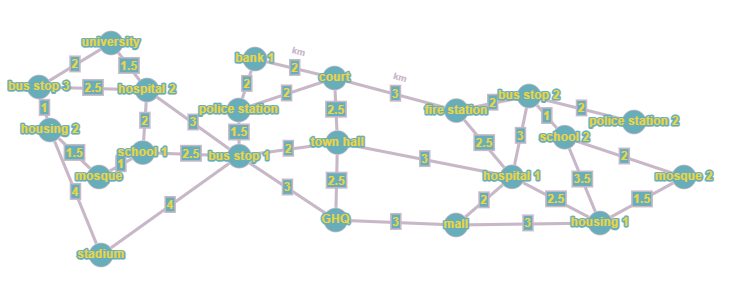 university
bank 1
km
2
2
court
km
1.5
bus stop 3
2.5
hospital 2
2
3
fire station
2
bus stop 2
2
police station 2
1
housing 2
police station
2
2.5
1
school 2
2
3
1.5
2.5
3
1.5
school 1
2.5
bus stop 1
2
town hall
3
2
1
mosque
hospital 1
3.5
mosque 2
4
4
3
2.5
2
2.5
1.5
GHQ
3
mall
3
housing 1
stadium